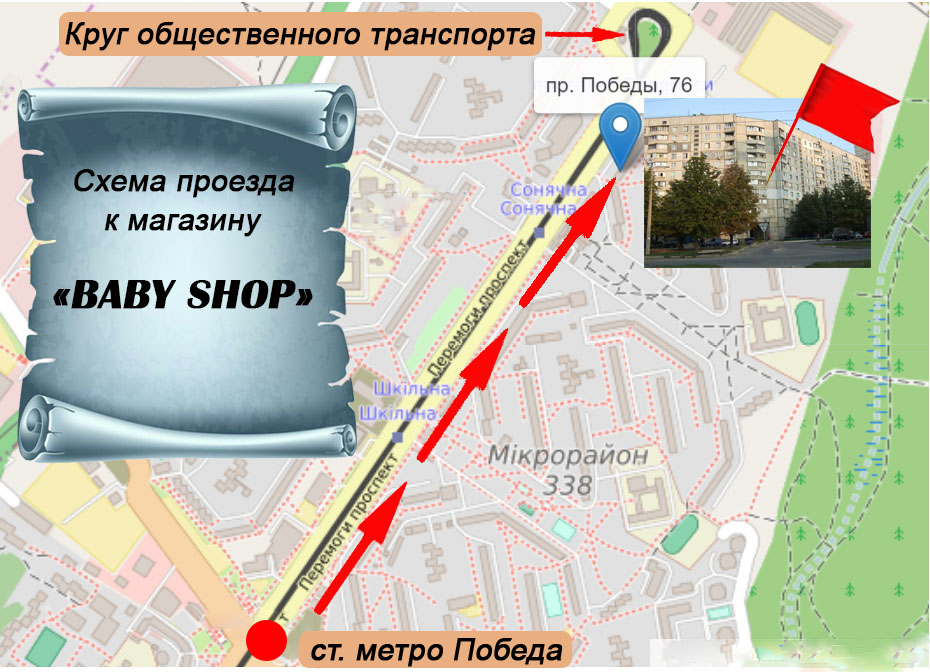 Круг общественного транспорта
пр. Победы, 76
Схема проезда
к магазину
«BABY SHOP»
Сонячна
Сонячна
Перемоги проспект
Шкільна
Шкільна
Мікрорайон
338
Перемоги проспект
ст. метро Победа